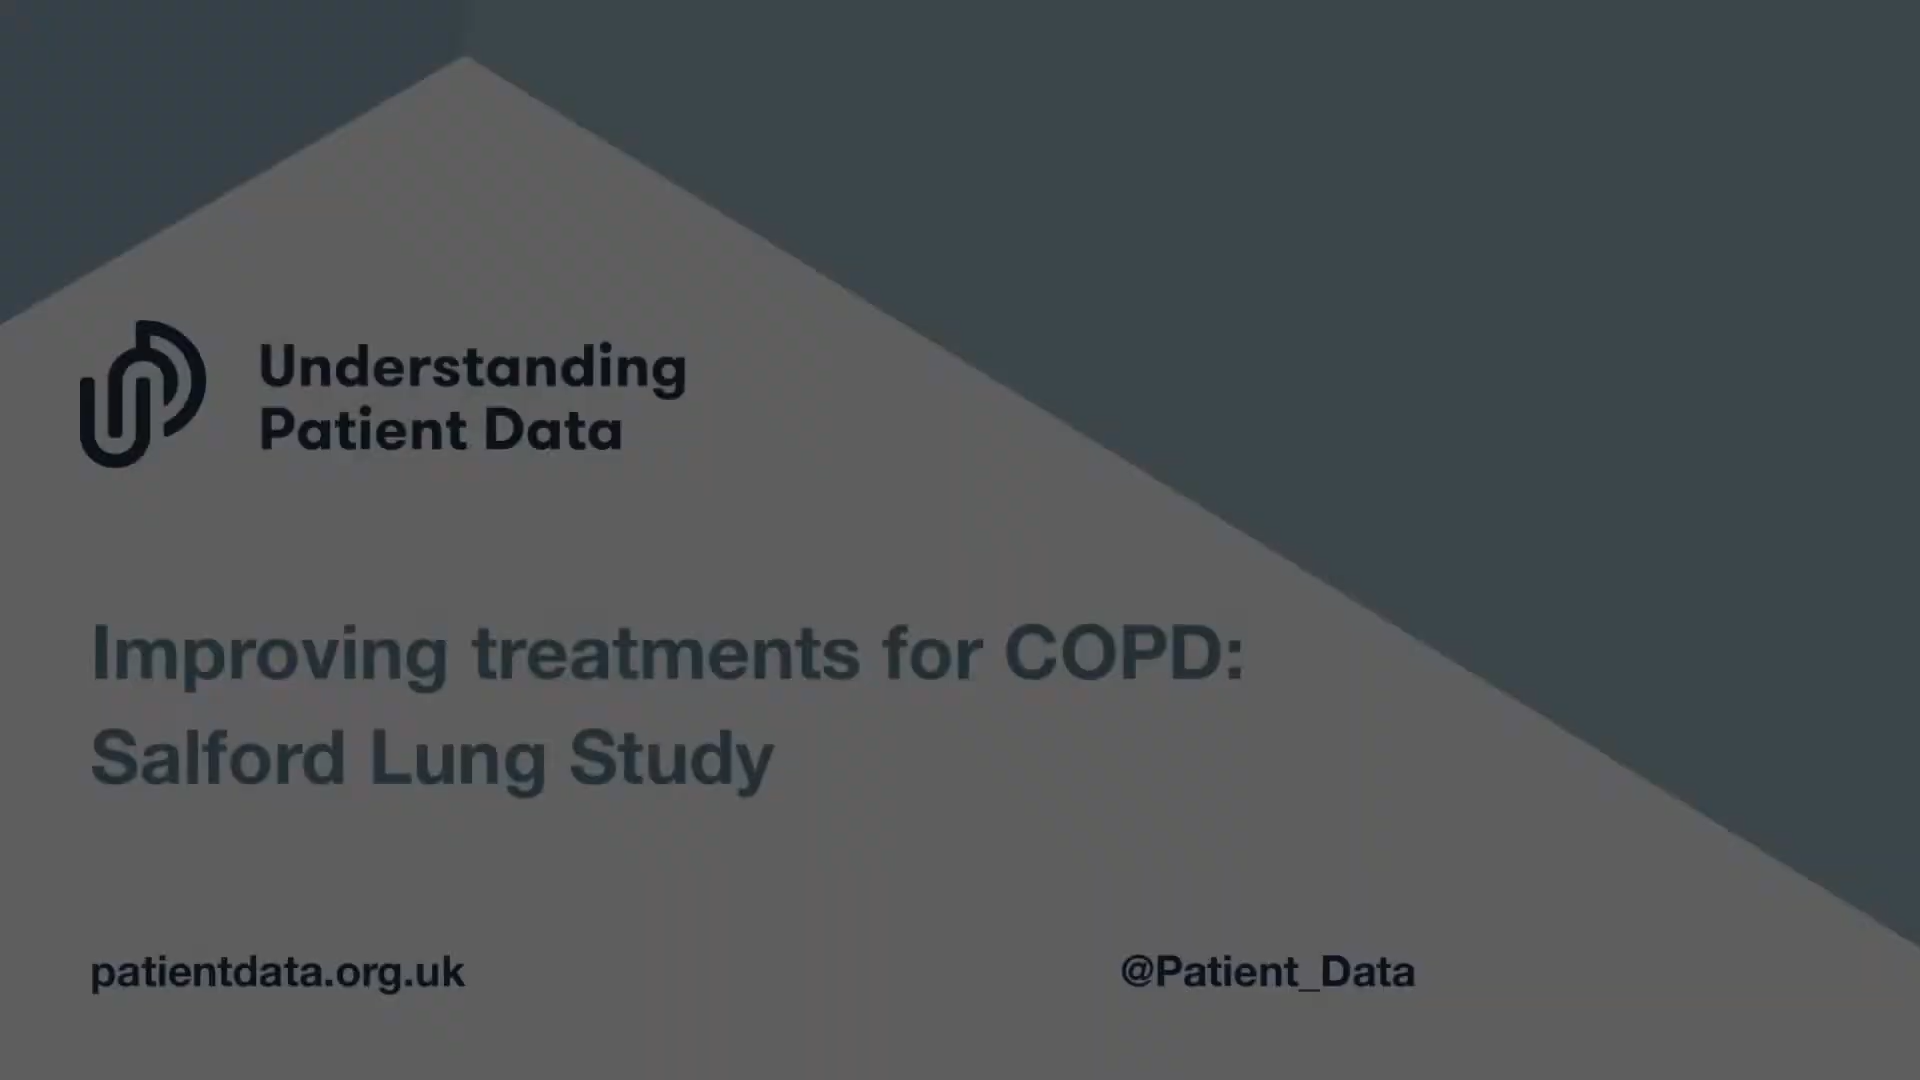 Understanding
Patient Data
Improving treatments for COPD:
Salford Lung Study
patientdata.org.uk
@Patient_Data